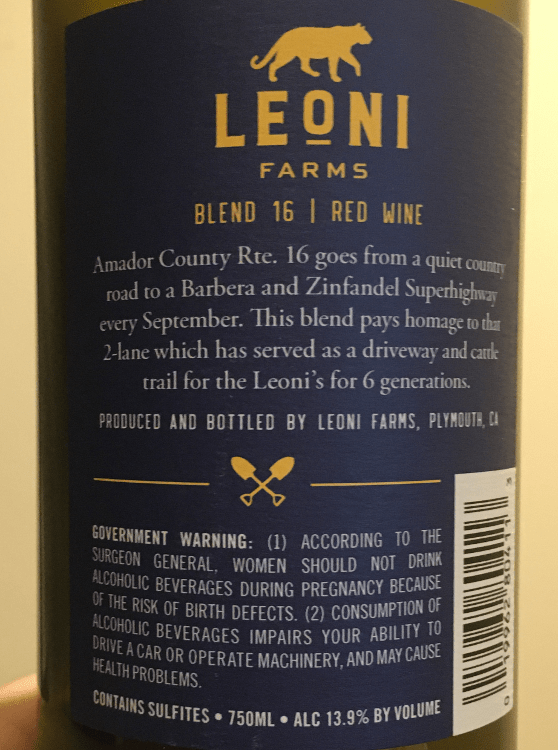 LEONI
FARMS
BLEND 16 | RED WINE
Amador County Rte. 16 goes from a quiet country
road to a Barbera and Zinfandel Superhighway
every September. This blend pays homage to that
2-lane which has served as a driveway and cattle
trail for the Leoni's for 6 generations.
PRODUCED AND BOTTLED BY LEONI FARMS, PLYMOUTH, CA
GOVERNMENT WARNING: (1) ACCORDING TO THE
SURGEON GENERAL, WOMEN SHOULD NOT DRINK
ALCOHOLIC BEVERAGES DURING PREGNANCY BECAUSE
OF THE RISK OF BIRTH DEFECTS. (2) CONSUMPTION OF
ALCOHOLIC BEVERAGES IMPAIRS YOUR ABILITY TO
DRIVE A CAR OR OPERATE MACHINERY, AND MAY CAUSE
HEALTH PROBLEMS.
CONTAINS SULFITES • 750ML • ALC 13.9% BY VOLUME
0 19962 80411 3